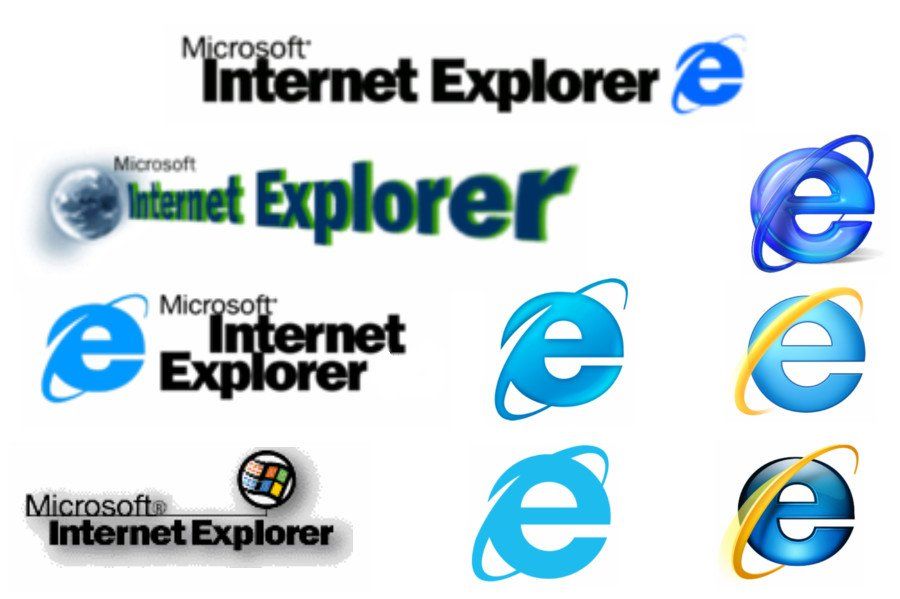 Microsoft®
Internet Explorer
Microsoft
Internet Explorer
Microsoft®
Internet
Explorer
Microsoft®
Internet Explorer